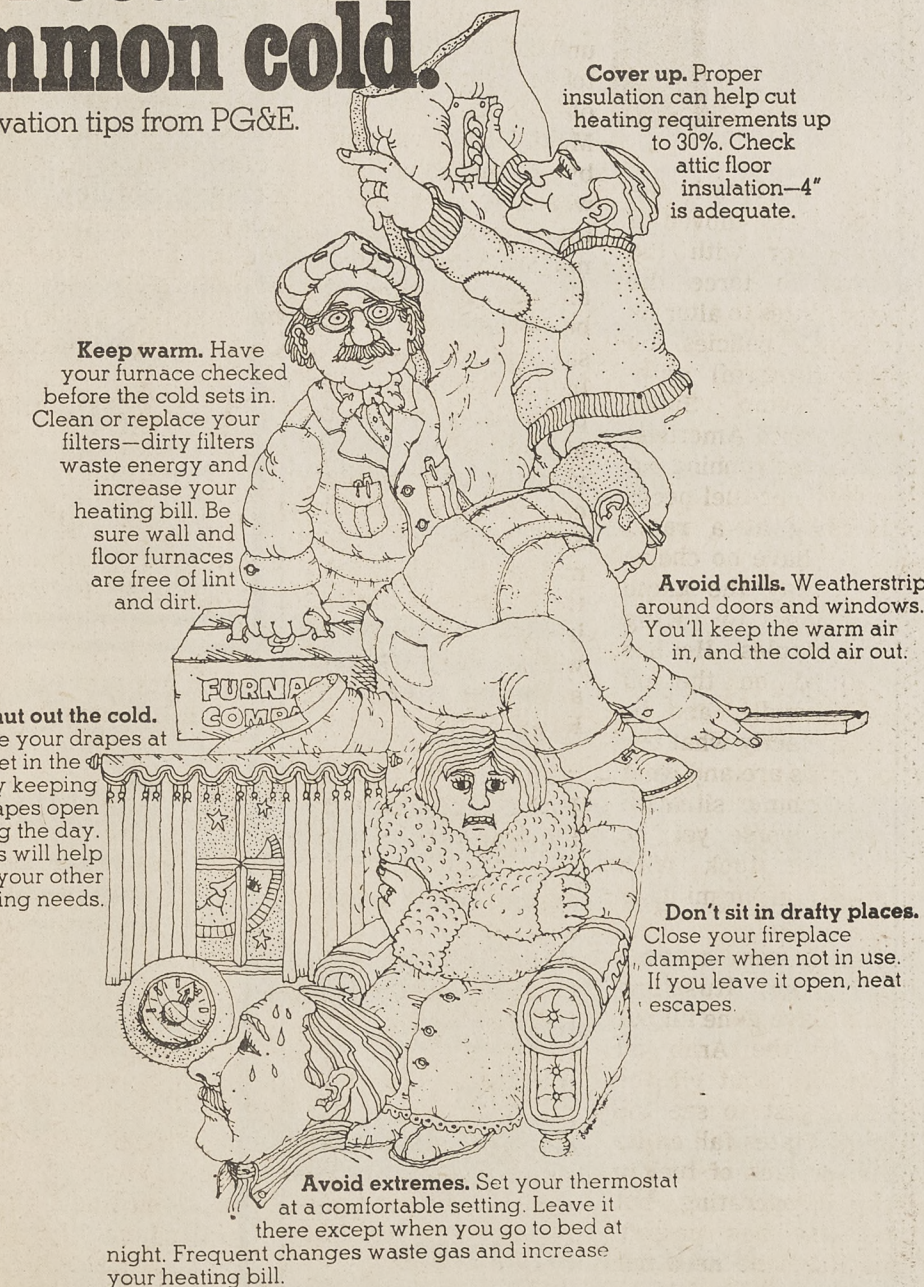 mmon cold.
vation tips from PG&E.
Cover up. Proper
insulation can help cut
heating requirements up
to 30%. Check
attic floor
insulation—4"
is adequate.
Keep warm. Have
your furnace checked
before the cold sets in.
Clean or replace your
filters—dirty filters
waste energy and
increase your
heating bill. Be
sure wall and
floor furnaces
are free of lint
and dirt.
FURNA
COMPA
Avoid chills. Weatherstrip
around doors and windows.
You'll keep the warm air
in, and the cold air out.
ut out the cold.
e your drapes at
et in the
y keeping
apes open
g the day.
s will help
your other
ing needs.
Don't sit in drafty places.
Close your fireplace
damper when not in use.
If you leave it open, heat
escapes.
Avoid extremes. Set your thermostat
at a comfortable setting. Leave it
there except when you go to bed at
night. Frequent changes waste gas and increase
your heating bill.